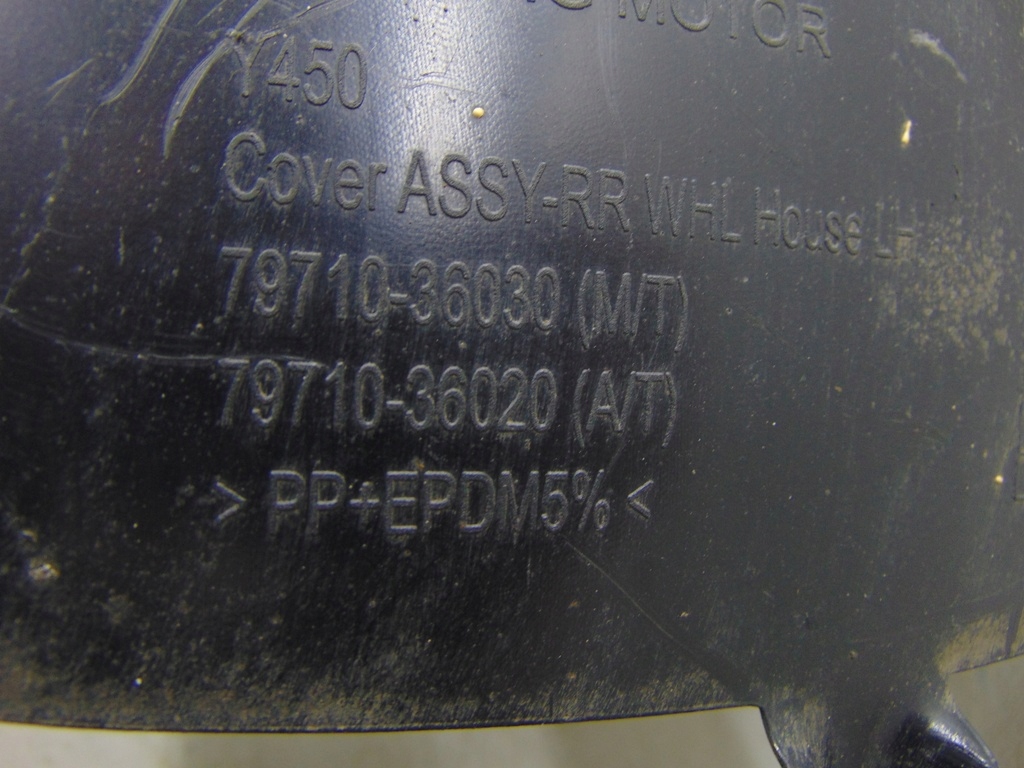 MOTOR
Y450
Cover ASSY-RR WHL House LH
79710-36030 (M/T)
79710-36020 (A/T)
> PP+EPDM5% <